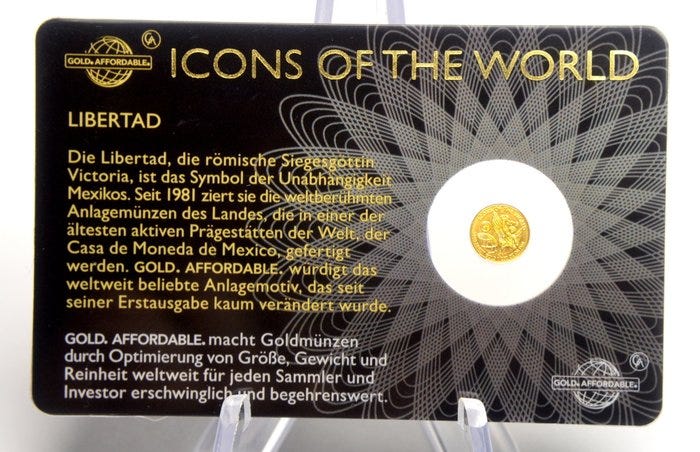 GOLD. AFFORDABLE.
ICONS OF THE WORLD
LIBERTAD
Die Libertad, die römische Siegesgöttin
Victoria, ist das Symbol der Unabhängigkeit
Mexikos. Seit 1981 ziert sie die weltberühmten
Anlagemünzen des Landes, die in einer der
ältesten aktiven Prägestätten der Welt, der
Casa de Moneda de Mexico, gefertigt
werden. GOLD. AFFORDABLE. würdigt das
weltweit beliebte Anlagemotiv, das seit
seiner Erstausgabe kaum verändert wurde.
GOLD. AFFORDABLE. macht Goldmünzen
durch Optimierung von Größe, Gewicht und
Reinheit weltweit für jeden Sammler und
Investor erschwinglich und begehrenswert.
GOLD. AFFORDABLE.